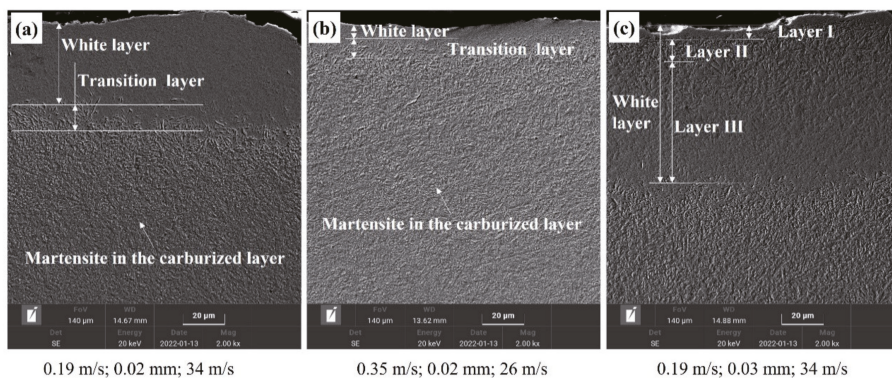 (a)
White layer
Transition layer
Martensite in the carburized layer
FoV
WD
140 µm
14.67 mm
20 µm
Det
Energy
Date
Mag
SE
20 keV
2022-01-13
2.00 kx
0.19 m/s; 0.02 mm; 34 m/s
(b)
White layer
Transition layer
Martensite in the carburized layer
FoV
WD
140 µm
13.62 mm
20 µm
Det
Energy
Date
Mag
SE
20 keV
2022-01-13
2.00 kx
0.35 m/s; 0.02 mm; 26 m/s
(c)
Layer I
Layer II
White
layer
Layer III
FoV
WD
140 µm
14.88 mm
20 µm
Det
Energy
Date
Mag
SE
20 keV
2022-01-13
2.00 kx
0.19 m/s; 0.03 mm; 34 m/s